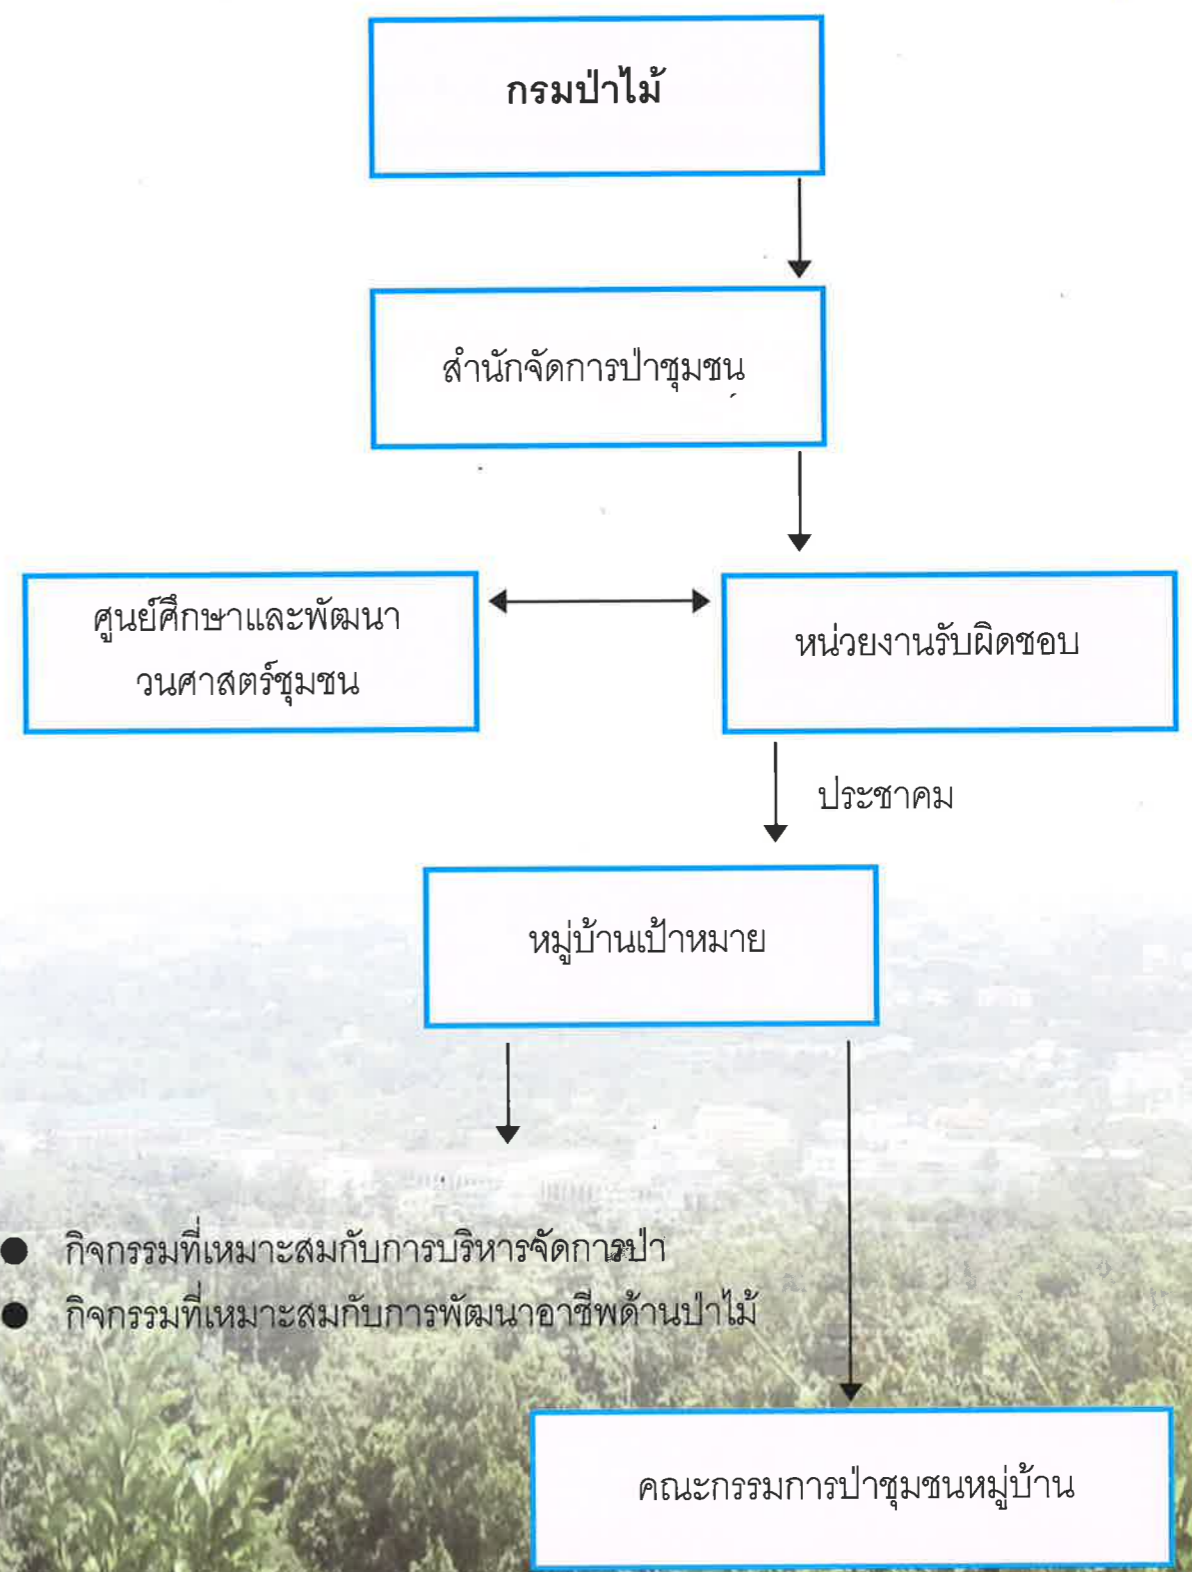 กรมป่าไม้
สำนักจัดการป่าชุมชน
ศูนย์ศึกษาและพัฒนา
วนศาสตร์ชุมชน
หน่วยงานรับผิดชอบ
ประชาคม
หมู่บ้านเป้าหมาย
● กิจกรรมที่เหมาะสมกับการบริหารจัดการป่า
● กิจกรรมที่เหมาะสมกับการพัฒนาอาชีพด้านป่าไม้
คณะกรรมการป่าชุมชนหมู่บ้าน